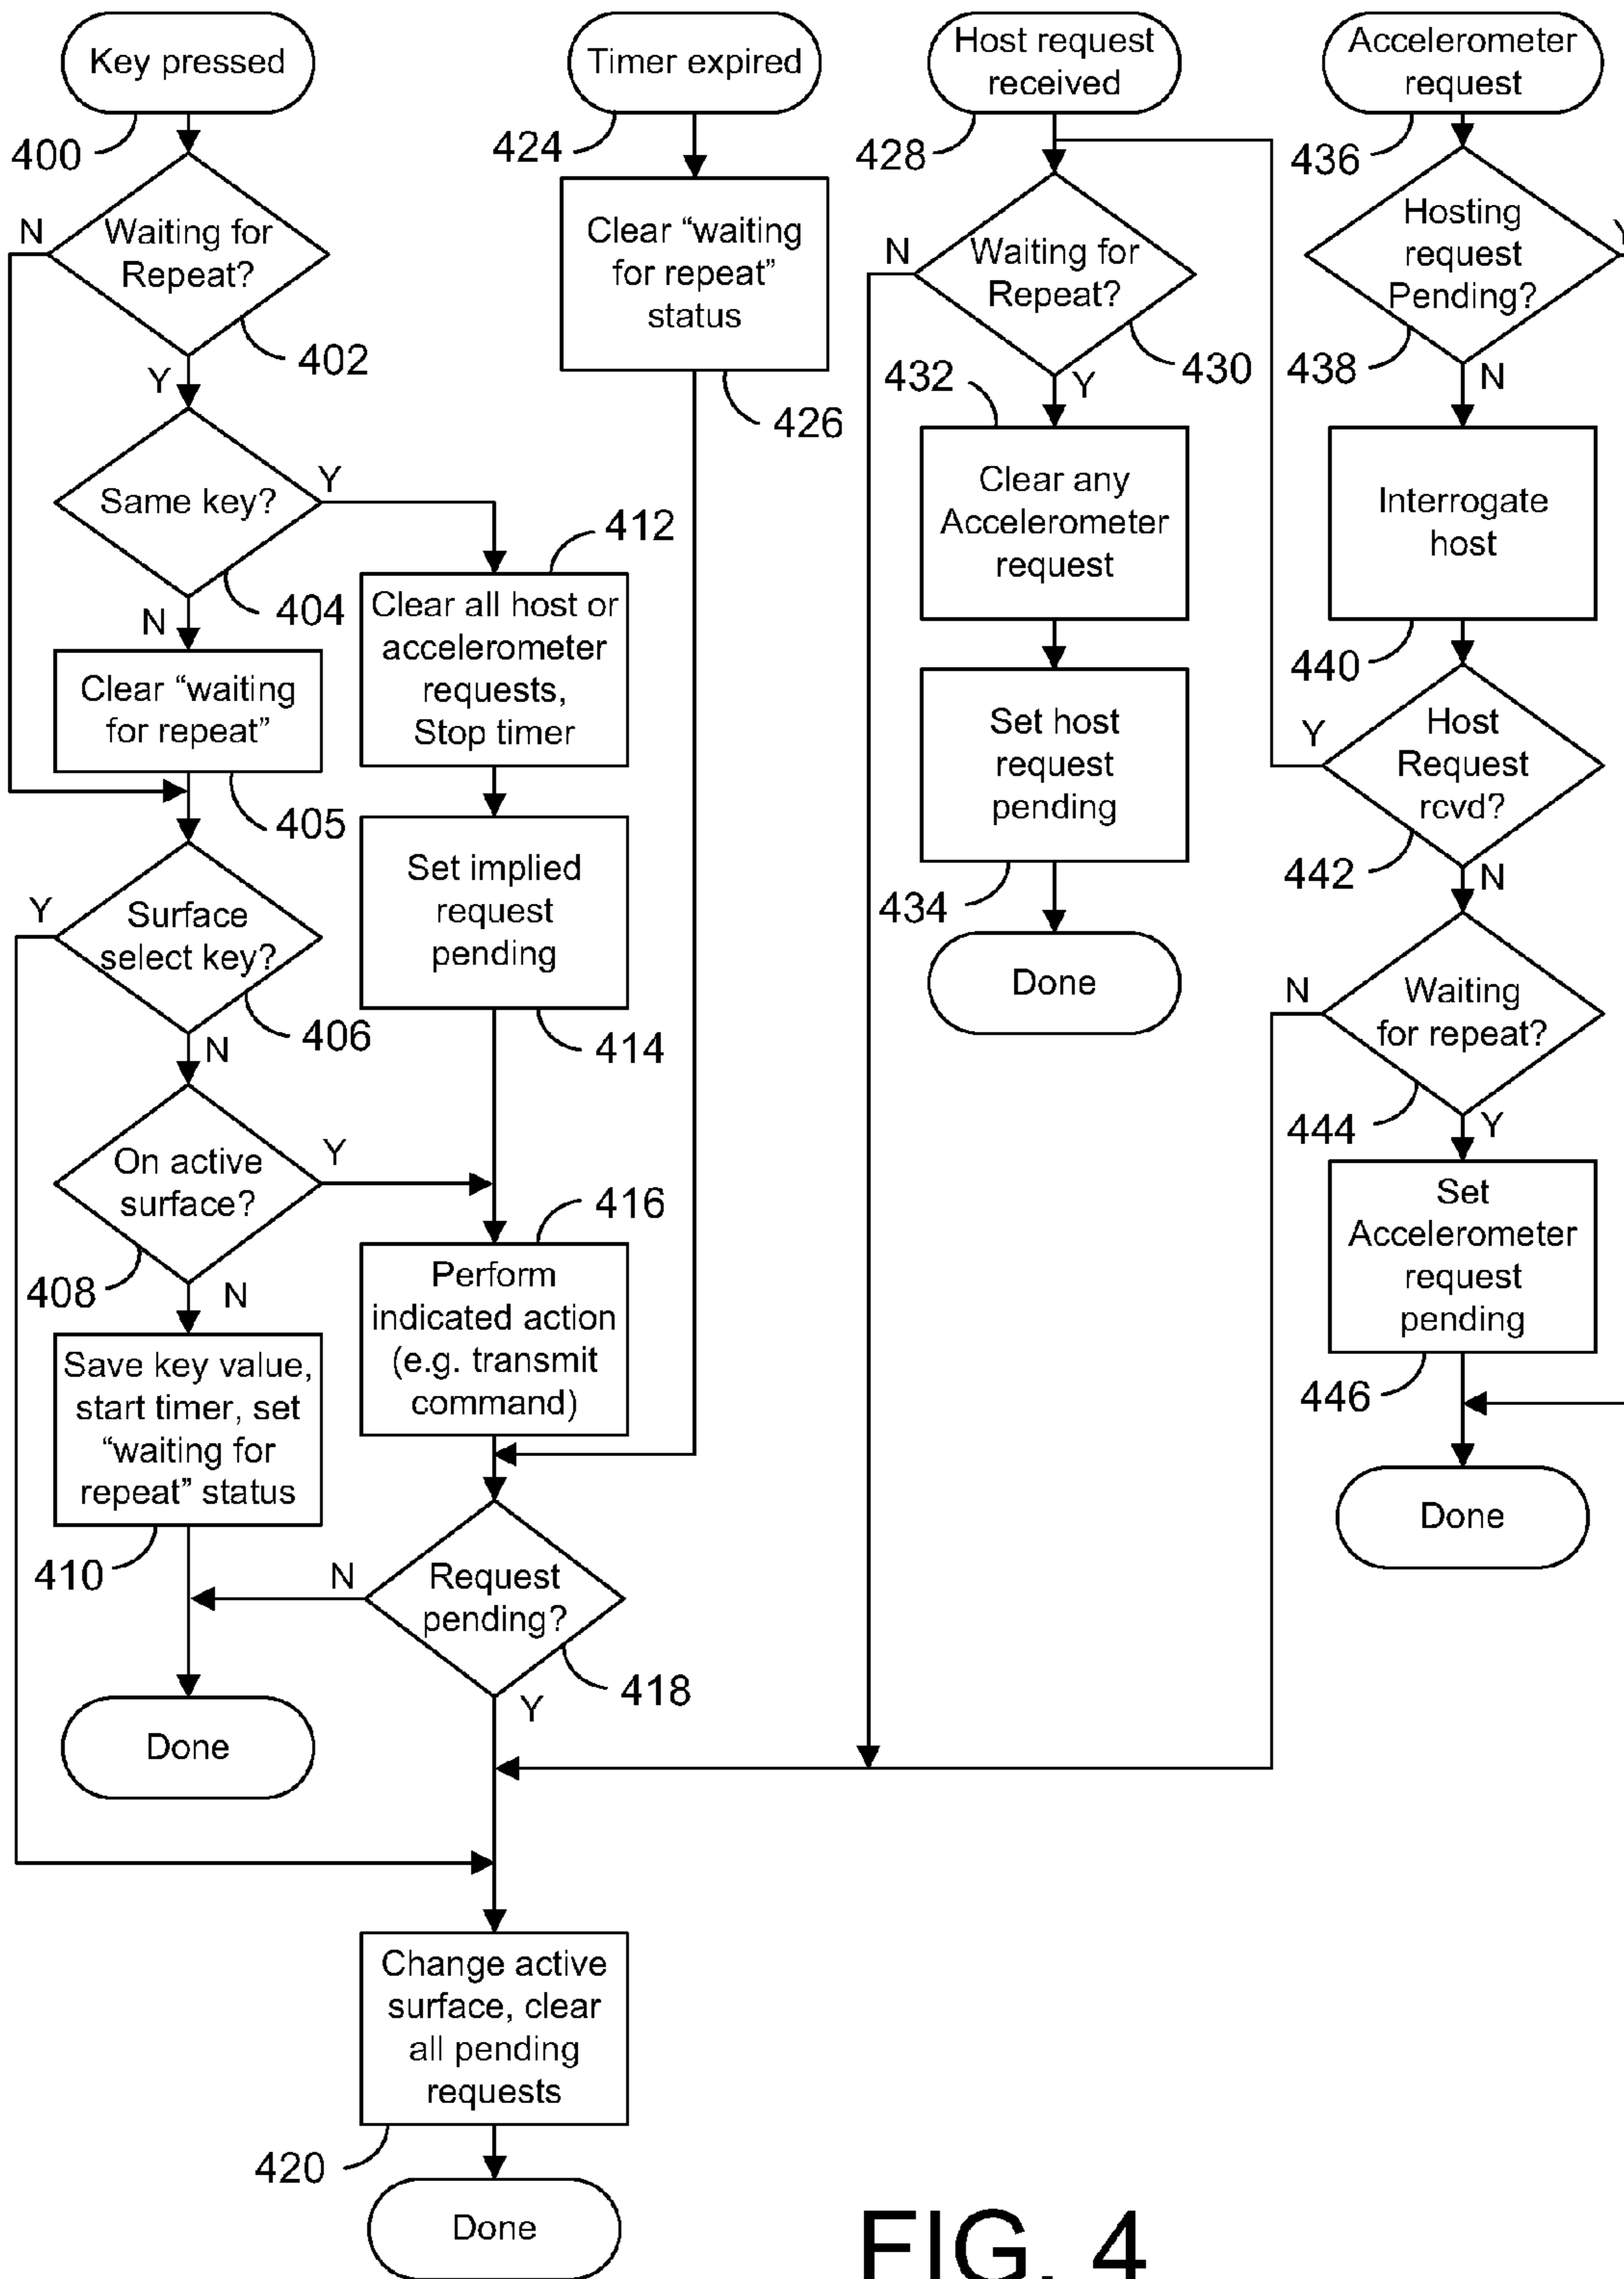 Key pressed
400
N
Waiting for
Repeat?
402
Y
Same key?
Y
404
N
Clear “waiting
for repeat”
405
Y
Surface
select key?
406
N
On active
surface?
Y
408
N
Save key value,
start timer, set
“waiting for
repeat” status
410
Done
412
Clear all host or
accelerometer
requests,
Stop timer
Set implied
request
pending
414
416
Perform
indicated action
(e.g. transmit
command)
N
Request
pending?
418
Y
Change active
surface, clear
all pending
requests
420
Done
Timer expired
424
Clear “waiting
for repeat”
status
426
Host request
received
428
N
Waiting for
Repeat?
430
Y
432
Clear any
Accelerometer
request
Set host
request
pending
434
Done
Accelerometer
request
436
Hosting
request
Pending?
Y
438
N
Interrogate
host
440
Y
Host
Request
rcvd?
442
N
N
Waiting
for repeat?
444
Y
Set
Accelerometer
request
pending
446
Done
FIG. 4